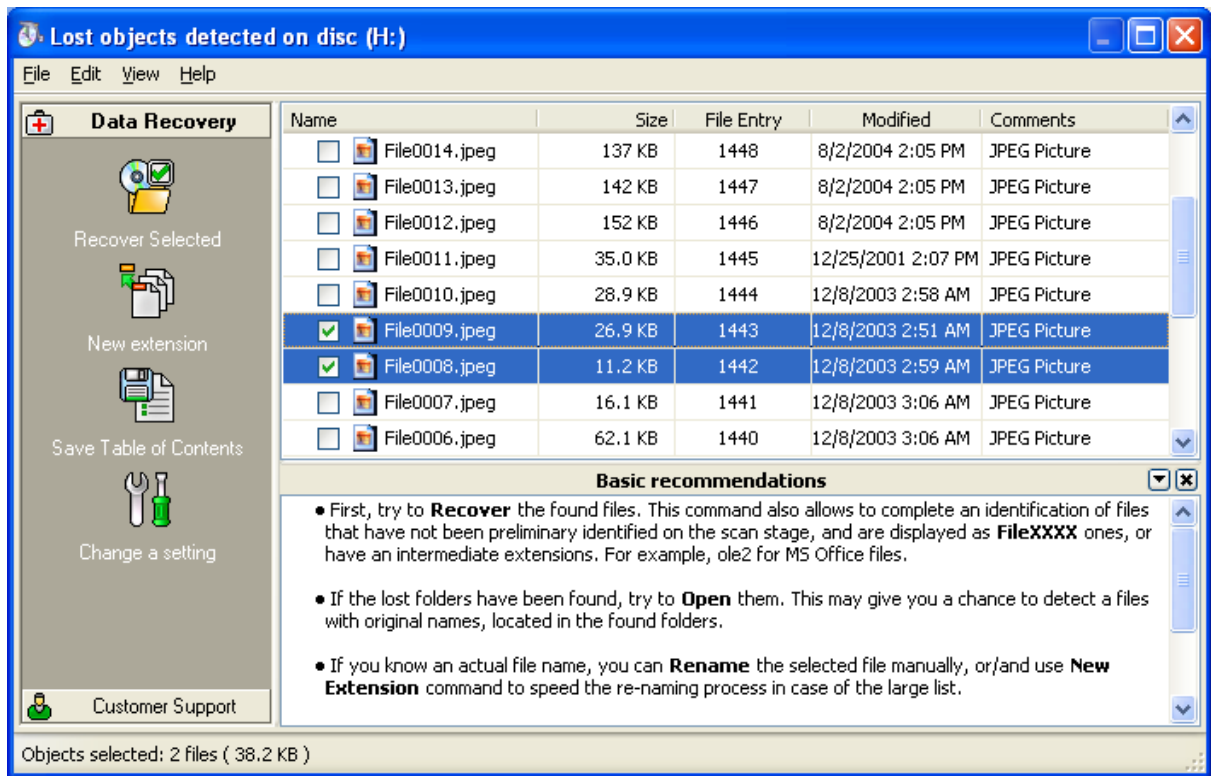 Lost objects detected on disc (H:)
File Edit View Help
Data Recovery
Recover Selected
New extension
Save Table of Contents
Change a setting
Customer Support
Name Size File Entry Modified Comments
File0014.jpeg 137 KB 1448 8/2/2004 2:05 PM JPEG Picture
File0013.jpeg 142 KB 1447 8/2/2004 2:05 PM JPEG Picture
File0012.jpeg 152 KB 1446 8/2/2004 2:05 PM JPEG Picture
File0011.jpeg 35.0 KB 1445 12/25/2001 2:07 PM JPEG Picture
File0010.jpeg 28.9 KB 1444 12/8/2003 2:58 AM JPEG Picture
File0009.jpeg 26.9 KB 1443 12/8/2003 2:51 AM JPEG Picture
File0008.jpeg 11.2 KB 1442 12/8/2003 2:59 AM JPEG Picture
File0007.jpeg 16.1 KB 1441 12/8/2003 3:06 AM JPEG Picture
File0006.jpeg 62.1 KB 1440 12/8/2003 3:06 AM JPEG Picture
Basic recommendations
● First, try to Recover the found files. This command also allows to complete an identification of files
that have not been preliminary identified on the scan stage, and are displayed as FileXXXX ones, or
have an intermediate extensions. For example, ole2 for MS Office files.
● If the lost folders have been found, try to Open them. This may give you a chance to detect a files
with original names, located in the found folders.
● If you know an actual file name, you can Rename the selected file manually, or/and use New
Extension command to speed the re-naming process in case of the large list.
Objects selected: 2 files ( 38.2 KB )